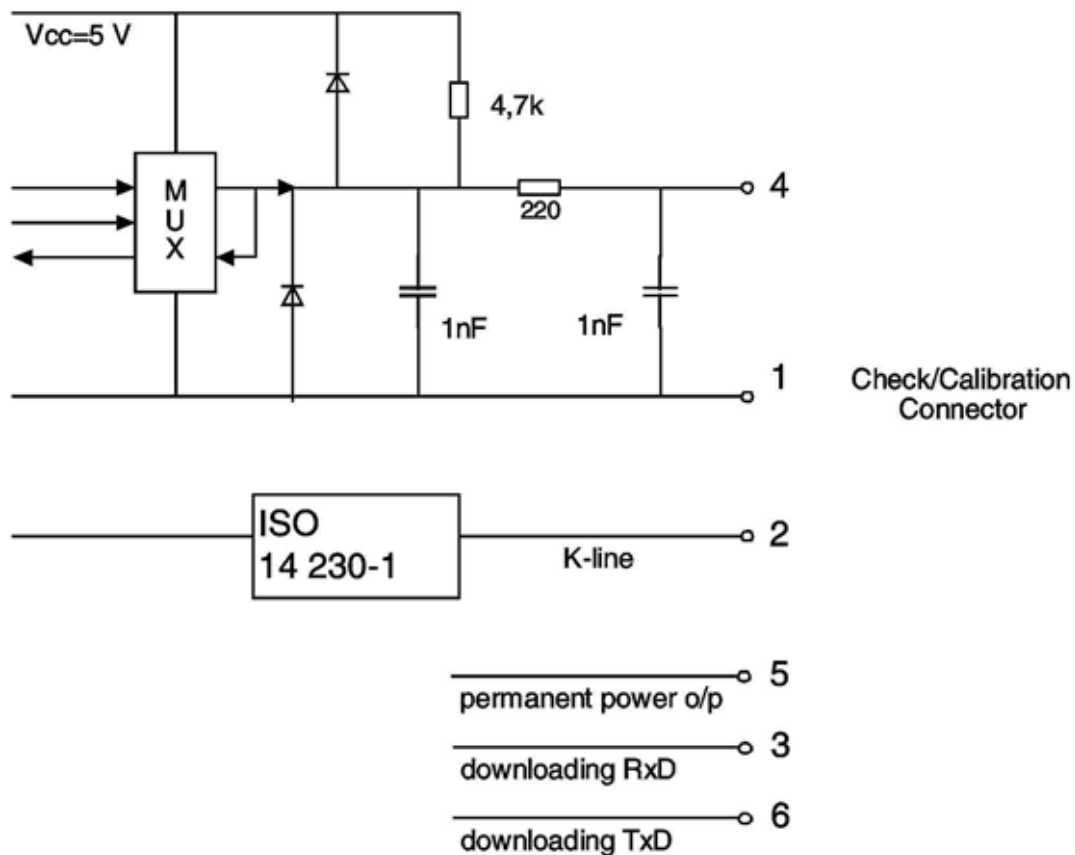 Vcc=5 V
4,7k
M
U
X
220
4
1nF
1nF
1
Check/Calibration
Connector
ISO
14 230-1
K-line
2
5
permanent power o/p
3
downloading RxD
6
downloading TxD